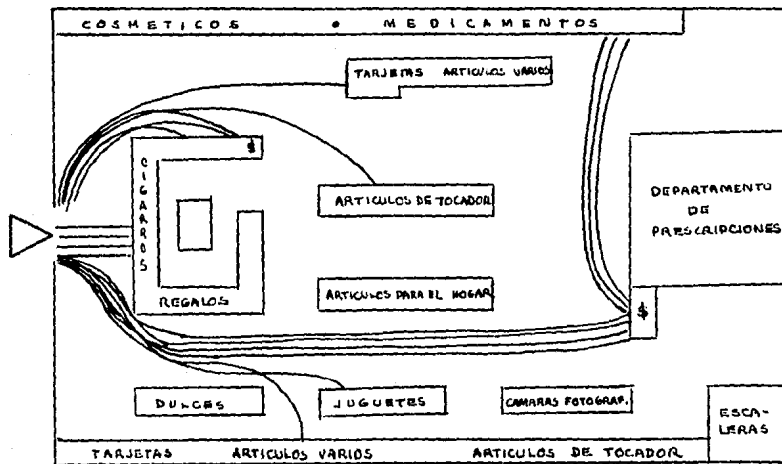 COSMETICOS • MEDICAMENTOS
TARJETAS ARTICULOS VARIOS
$
CIGARROS
ARTICULOS DE TOCADOR
DEPARTAMENTO
DE
PRESCRIPCIONES
REGALOS
ARTICULOS PARA EL HOGAR
$
DULCES
JUGUETES
CAMARAS FOTOGRAF.
ESCA-
LERAS
TARJETAS ARTICULOS VARIOS ARTICULOS DE TOCADOR